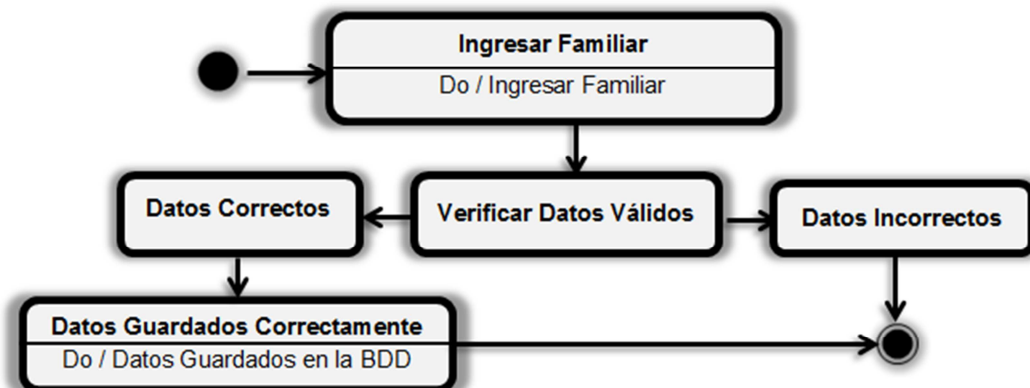 Ingresar Familiar
Do / Ingresar Familiar
Datos Correctos
Verificar Datos Válidos
Datos Incorrectos
Datos Guardados Correctamente
Do / Datos Guardados en la BDD